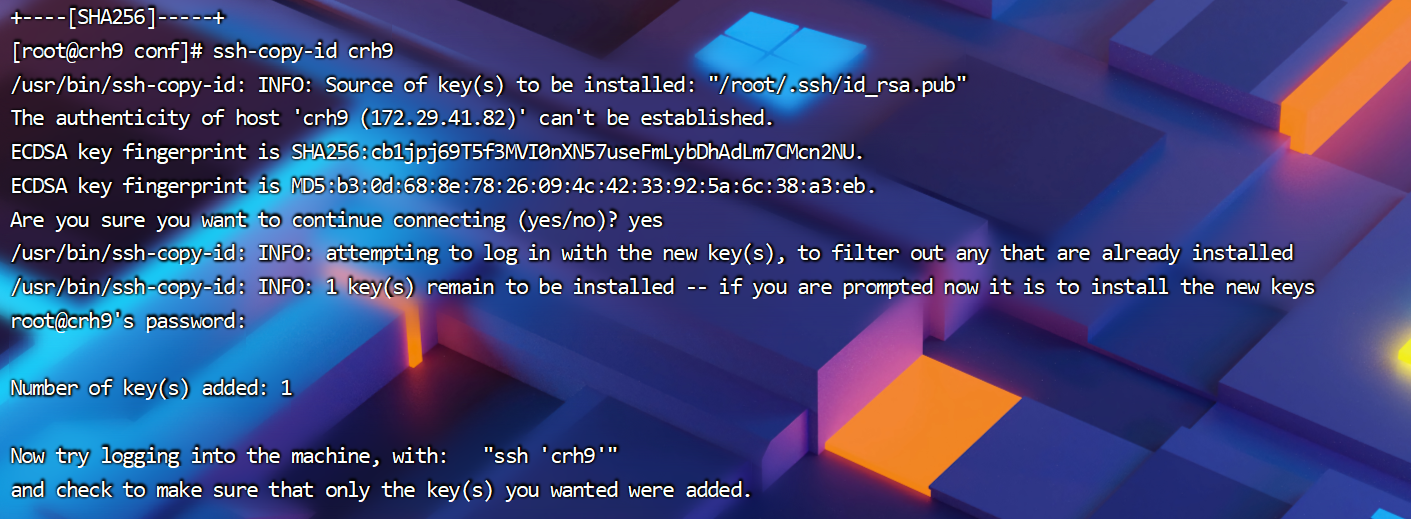 +----[SHA256]-----+
[root@crh9 conf]# ssh-copy-id crh9
/usr/bin/ssh-copy-id: INFO: Source of key(s) to be installed: "/root/.ssh/id_rsa.pub"
The authenticity of host 'crh9 (172.29.41.82)' can't be established.
ECDSA key fingerprint is SHA256:cb1jpj69T5f3MVI0nXN57useFmLybDhAdLm7CMcn2NU.
ECDSA key fingerprint is MD5:b3:0d:68:8e:78:26:09:4c:42:33:92:5a:6c:38:a3:eb.
Are you sure you want to continue connecting (yes/no)? yes
/usr/bin/ssh-copy-id: INFO: attempting to log in with the new key(s), to filter out any that are already installed
/usr/bin/ssh-copy-id: INFO: 1 key(s) remain to be installed -- if you are prompted now it is to install the new keys
root@crh9's password:
Number of key(s) added: 1
Now try logging into the machine, with:   "ssh 'crh9'"
and check to make sure that only the key(s) you wanted were added.